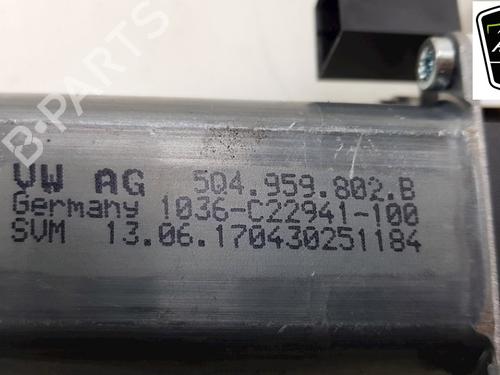 B-PARTS
VW AG 5Q4.959.802.B
Germany 1036-C22941-100
SVM 13.06.170430251184